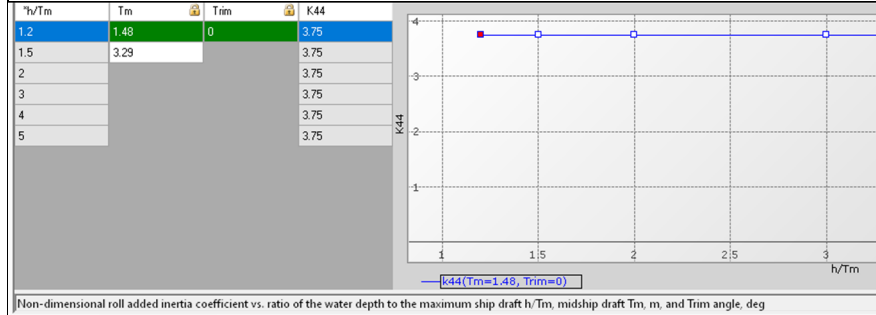 "h/Tm Tm Trim K44
1.2 1.48 0 3.75
1.5 3.29 3.75
2 3.75
3 3.75
4 3.75
5 3.75
4
3
2
1
K44
1 1.5 2 2.5 3
h/Tm
k44(Tm=1.48, Trim=0)
Non-dimensional roll added inertia coefficient vs. ratio of the water depth to the maximum ship draft h/Tm, midship draft Tm, m, and Trim angle, deg